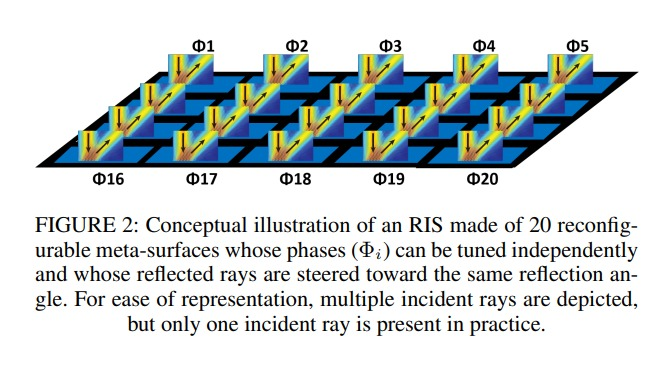 Φ1 Φ2 Φ3 Φ4 Φ5
Φ16 Φ17 Φ18 Φ19 Φ20
FIGURE 2: Conceptual illustration of an RIS made of 20 reconfig-
urable meta-surfaces whose phases (Φi) can be tuned independently
and whose reflected rays are steered toward the same reflection an-
gle. For ease of representation, multiple incident rays are depicted,
but only one incident ray is present in practice.